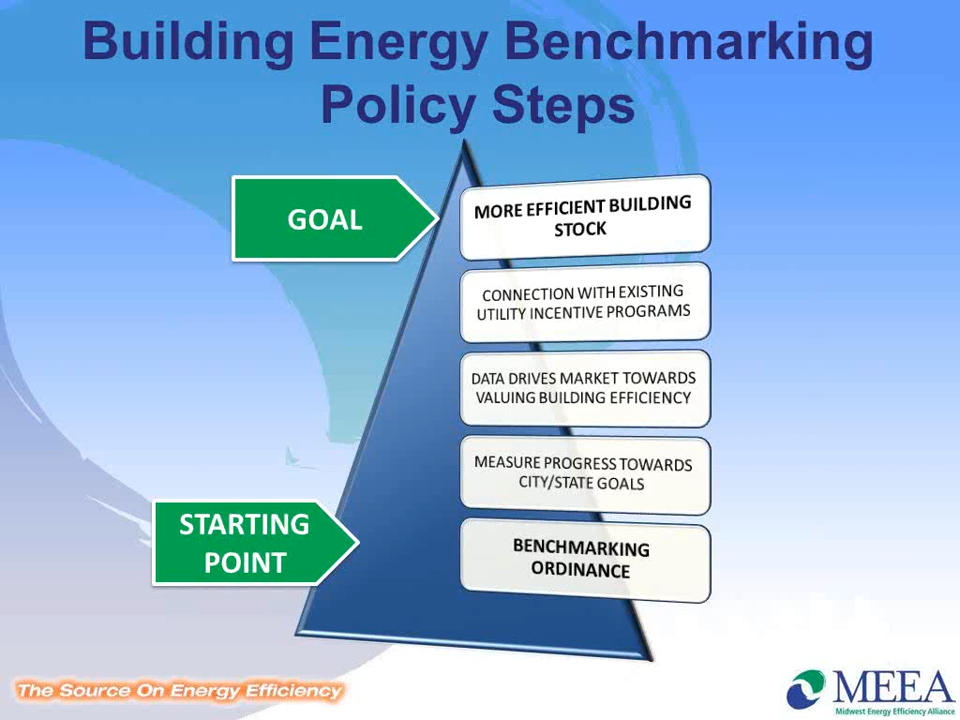 Building Energy Benchmarking
Policy Steps
GOAL
MORE EFFICIENT BUILDING
STOCK
CONNECTION WITH EXISTING
UTILITY INCENTIVE PROGRAMS
DATA DRIVES MARKET TOWARDS
VALUING BUILDING EFFICIENCY
MEASURE PROGRESS TOWARDS
CITY/STATE GOALS
STARTING
POINT
BENCHMARKING
ORDINANCE
The Source On Energy Efficiency
MEEA
Midwest Energy Efficiency Alliance